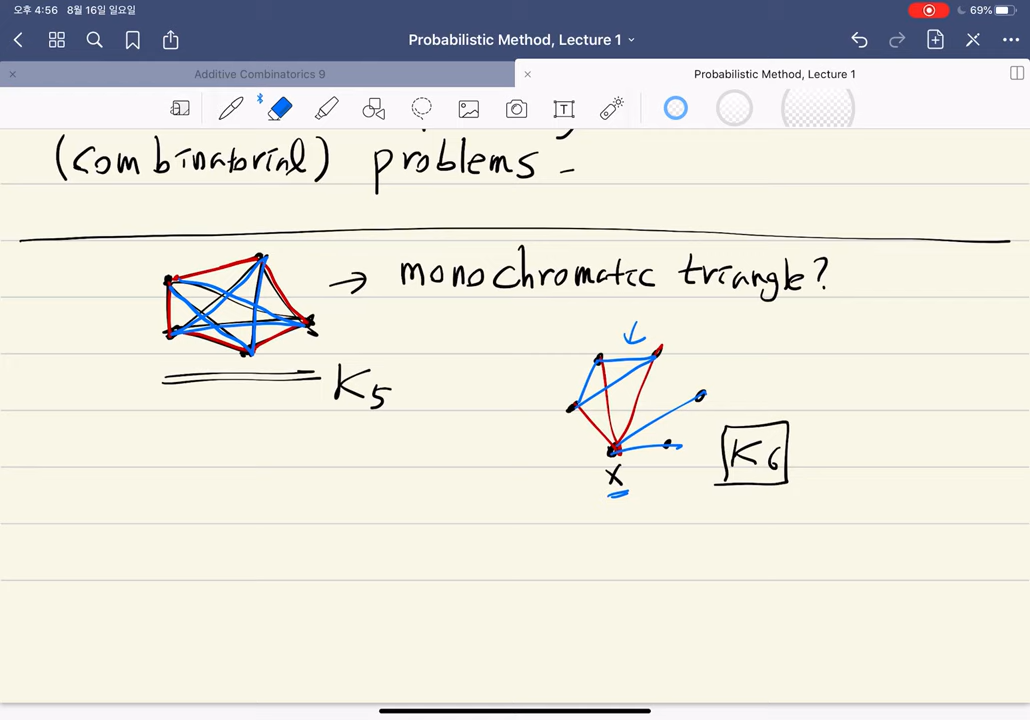 오후 4:56 8월 16일 일요일 69%
Probabilistic Method, Lecture 1
Additive Combinatorics 9
Probabilistic Method, Lecture 1
T
(combinatorial) problems
→ monochromatic triangle?
K5
K6
x